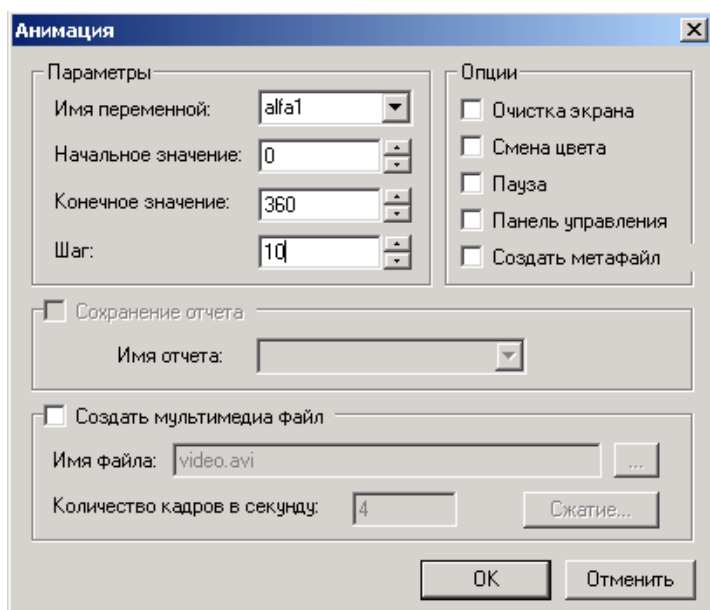 Анимация
Параметры
Имя переменной: alfa1
Начальное значение: 0
Конечное значение: 360
Шаг: 10
Опции
Очистка экрана
Смена цвета
Пауза
Панель управления
Создать метафайл
Сохранение отчета
Имя отчета:
Создать мультимедиа файл
Имя файла: video.avi ...
Количество кадров в секунду: 4 Сжатие...
OK Отменить